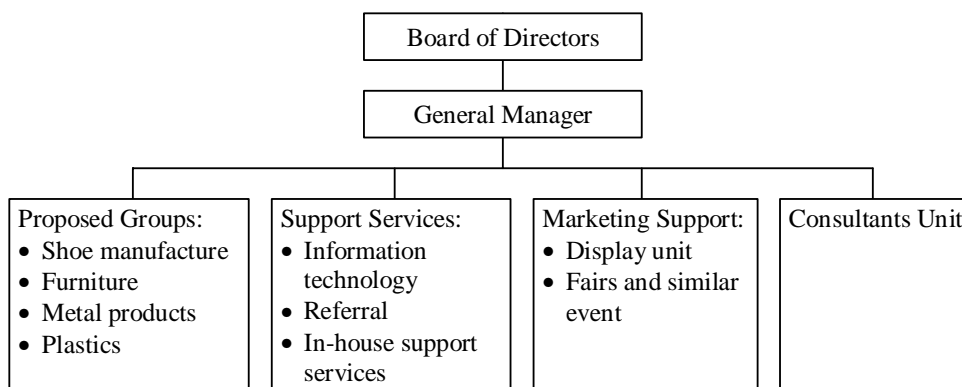 Board of Directors
General Manager
Proposed Groups:
• Shoe manufacture
• Furniture
• Metal products
• Plastics
Support Services:
• Information
technology
• Referral
• In-house support
services
Marketing Support:
• Display unit
• Fairs and similar
event
Consultants Unit